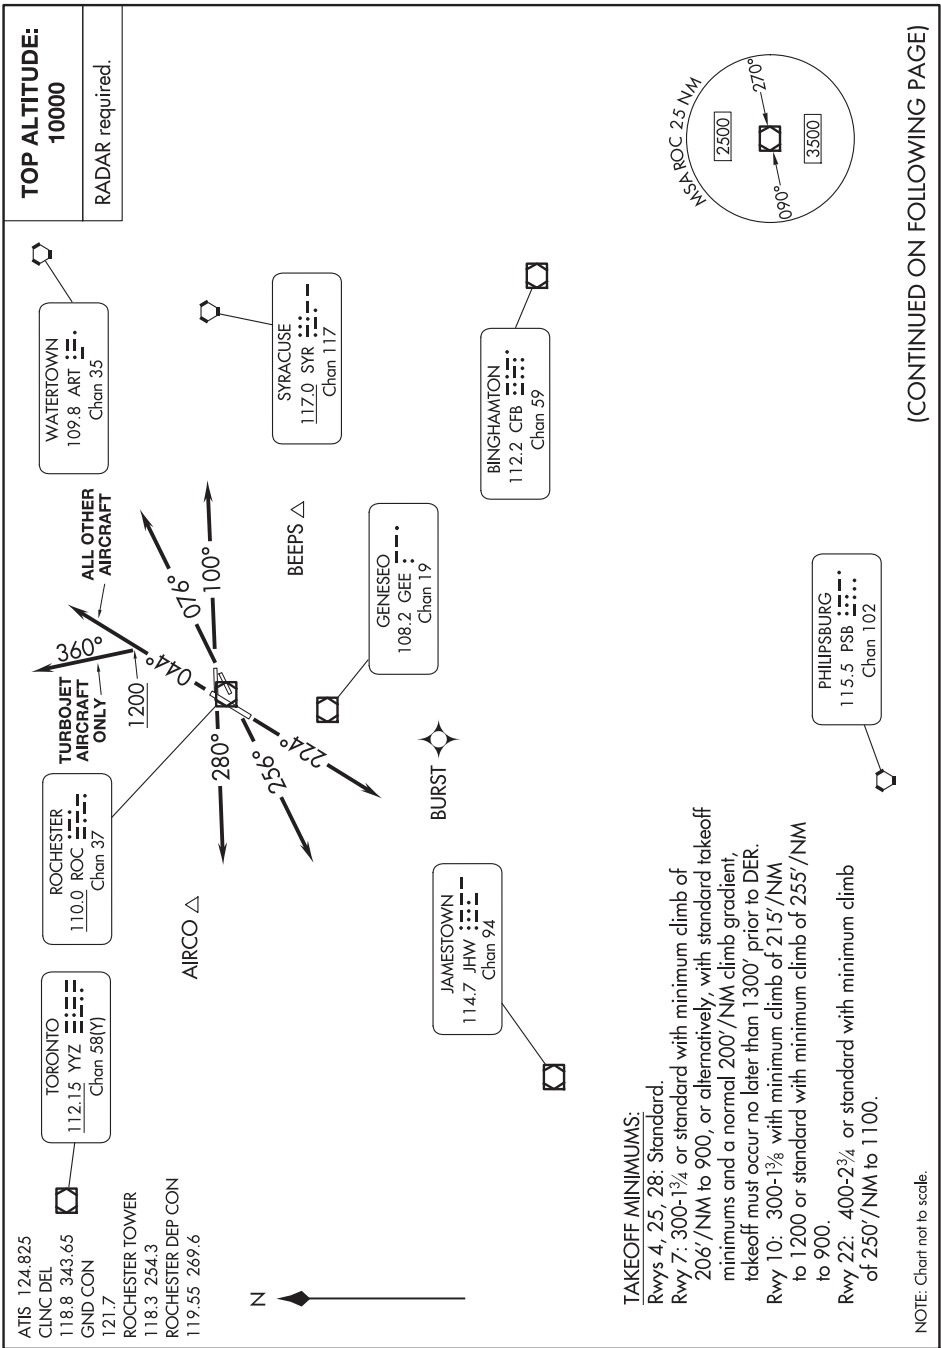 TOP ALTITUDE:
10000
RADAR required.
ATIS 124.825
CLNC DEL
118.8 343.65
GND CON
121.7
ROCHESTER TOWER
118.3 254.3
ROCHESTER DEP CON
119.55 269.6
TORONTO
112.15 YYZ
Chan 58(Y)
ROCHESTER
110.0 ROC
Chan 37
TURBOJET
AIRCRAFT
ONLY
360°
1200
ALL OTHER
AIRCRAFT
044°
076°
100°
280°
256°
224°
WATERTOWN
109.8 ART
Chan 35
SYRACUSE
117.0 SYR
Chan 117
AIRCO
BEEPS
GENESEO
108.2 GEE
Chan 19
BURST
BINGHAMTON
112.2 CFB
Chan 59
JAMESTOWN
114.7 JHW
Chan 94
PHILIPSBURG
115.5 PSB
Chan 102
MSA ROC 25 NM
270°
090°
2500
3500
N
TAKEOFF MINIMUMS:
Rwys 4, 25, 28: Standard.
Rwy 7: 300-1¾ or standard with minimum climb of
206'/NM to 900, or alternatively, with standard takeoff
minimums and a normal 200'/NM climb gradient,
takeoff must occur no later than 1300' prior to DER.
Rwy 10: 300-1⅜ with minimum climb of 215'/NM
to 1200 or standard with minimum climb of 255'/NM
to 900.
Rwy 22: 400-2¾ or standard with minimum climb
of 250'/NM to 1100.
NOTE: Chart not to scale.
(CONTINUED ON FOLLOWING PAGE)